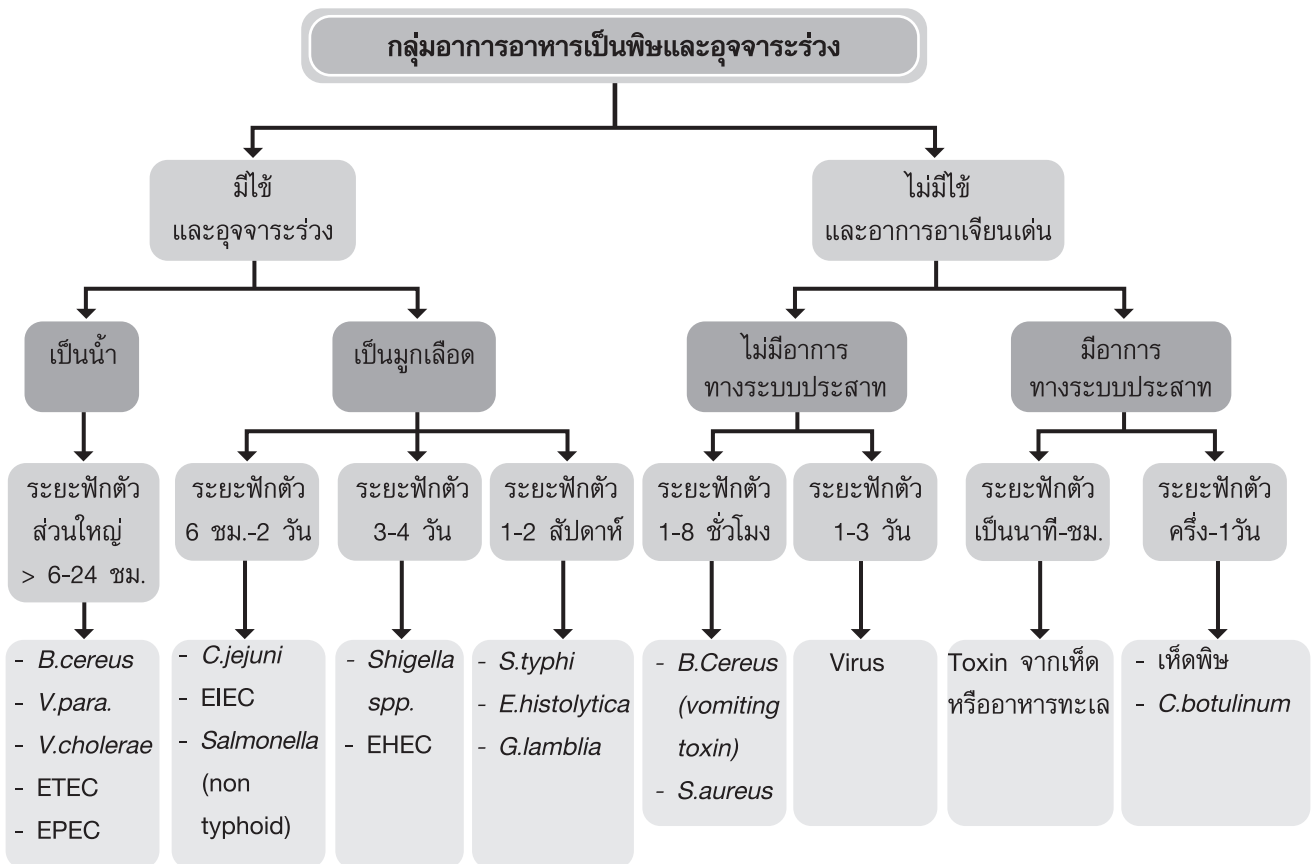 กลุ่มอาการอาหารเป็นพิษและอุจจาระร่วง
มีไข้
และอุจจาระร่วง
ไม่มีไข้
และอาการอาเจียนเด่น
เป็นน้ำ
เป็นมูกเลือด
ไม่มีอาการ
ทางระบบประสาท
มีอาการ
ทางระบบประสาท
ระยะฟักตัว
ส่วนใหญ่
> 6-24 ชม.
ระยะฟักตัว
6 ชม.-2 วัน
ระยะฟักตัว
3-4 วัน
ระยะฟักตัว
1-2 สัปดาห์
ระยะฟักตัว
1-8 ชั่วโมง
ระยะฟักตัว
1-3 วัน
ระยะฟักตัว
เป็นนาที-ชม.
ระยะฟักตัว
ครึ่ง-1วัน
- B.cereus
- V.para.
- V.cholerae
- ETEC
- EPEC
- C.jejuni
- EIEC
- Salmonella
(non
typhoid)
- Shigella
spp.
- EHEC
- S.typhi
- E.histolytica
- G.lamblia
- B.Cereus
(vomiting
toxin)
- S.aureus
Virus
Toxin จากเห็ด
หรืออาหารทะเล
- เห็ดพิษ
- C.botulinum